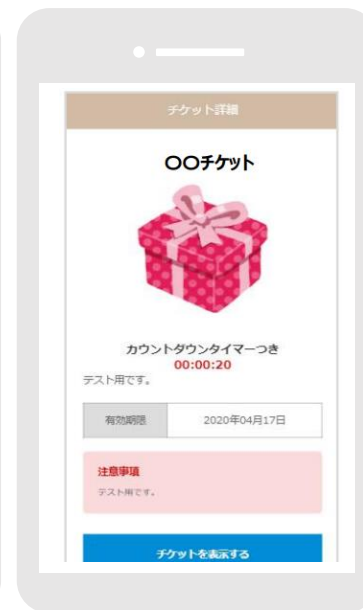 チケット詳細
〇〇チケット
カウントダウンタイマーつき
00:00:20
テスト用です。
有効期限 2020年04月17日
注意事項
テスト用です。
チケットを表示する